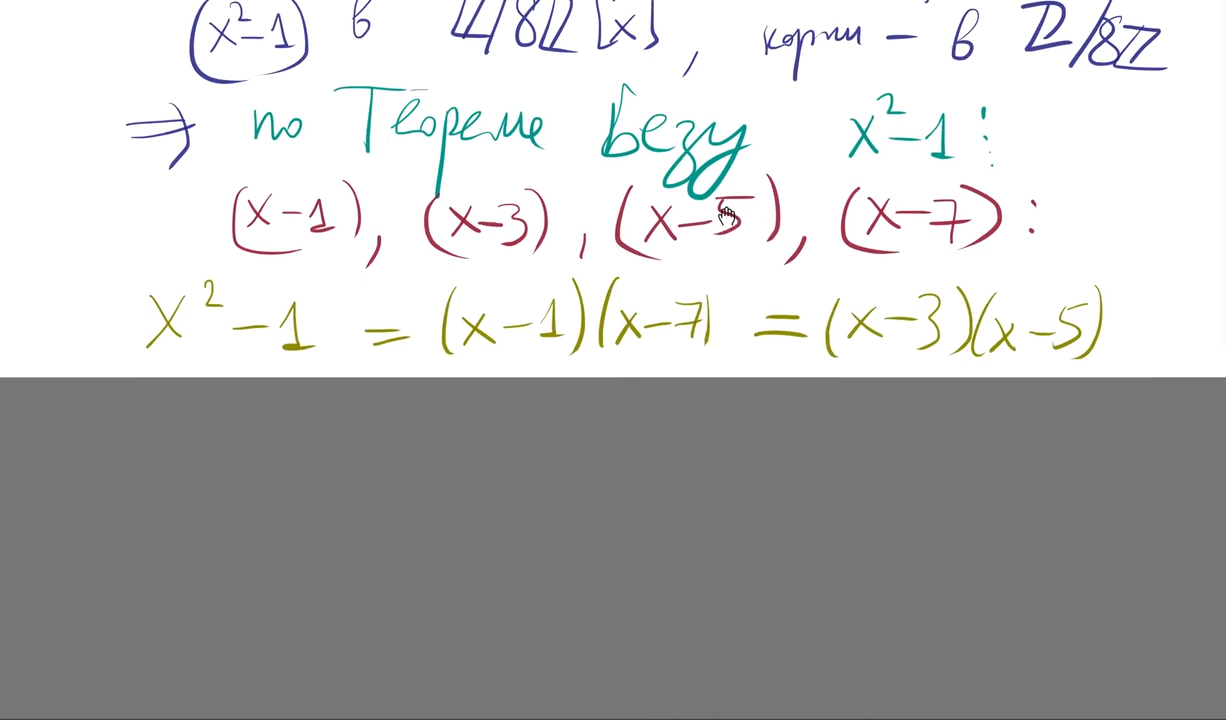 (x²-1) в ℤ/8ℤ[x], корни - в ℤ/8ℤ
⇒ по Теореме Безу x²-1 ⋮
(x-1), (x-3), (x-5), (x-7):
x²-1 = (x-1)(x-7) = (x-3)(x-5)